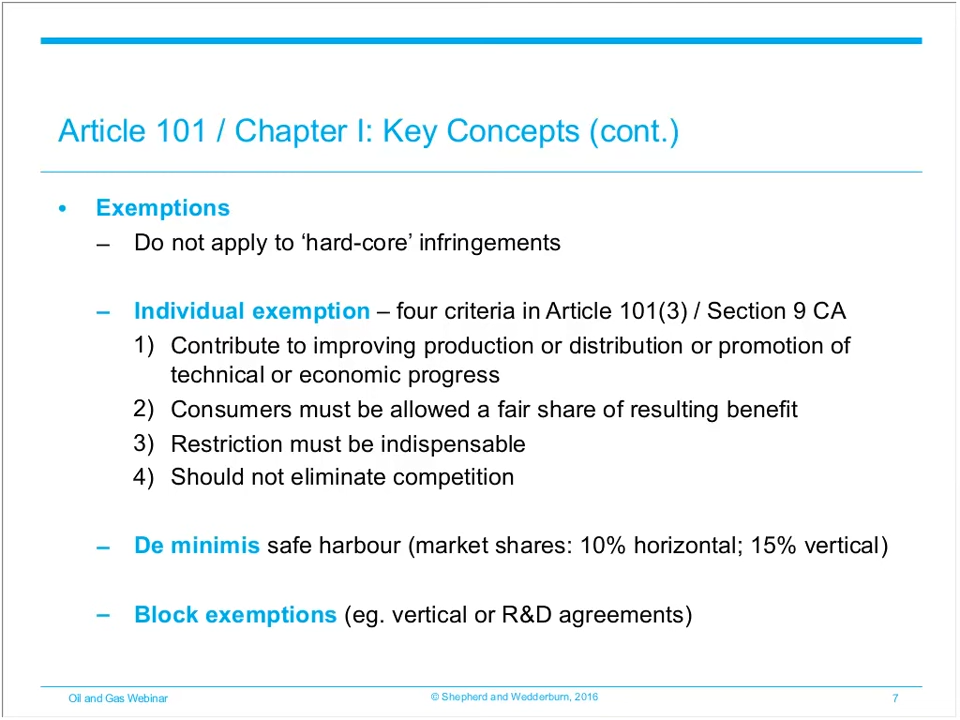 Article 101 / Chapter I: Key Concepts (cont.)
• Exemptions
– Do not apply to ‘hard-core’ infringements
– Individual exemption – four criteria in Article 101(3) / Section 9 CA
1) Contribute to improving production or distribution or promotion of
technical or economic progress
2) Consumers must be allowed a fair share of resulting benefit
3) Restriction must be indispensable
4) Should not eliminate competition
– De minimis safe harbour (market shares: 10% horizontal; 15% vertical)
– Block exemptions (eg. vertical or R&D agreements)
Oil and Gas Webinar © Shepherd and Wedderburn, 2016 7